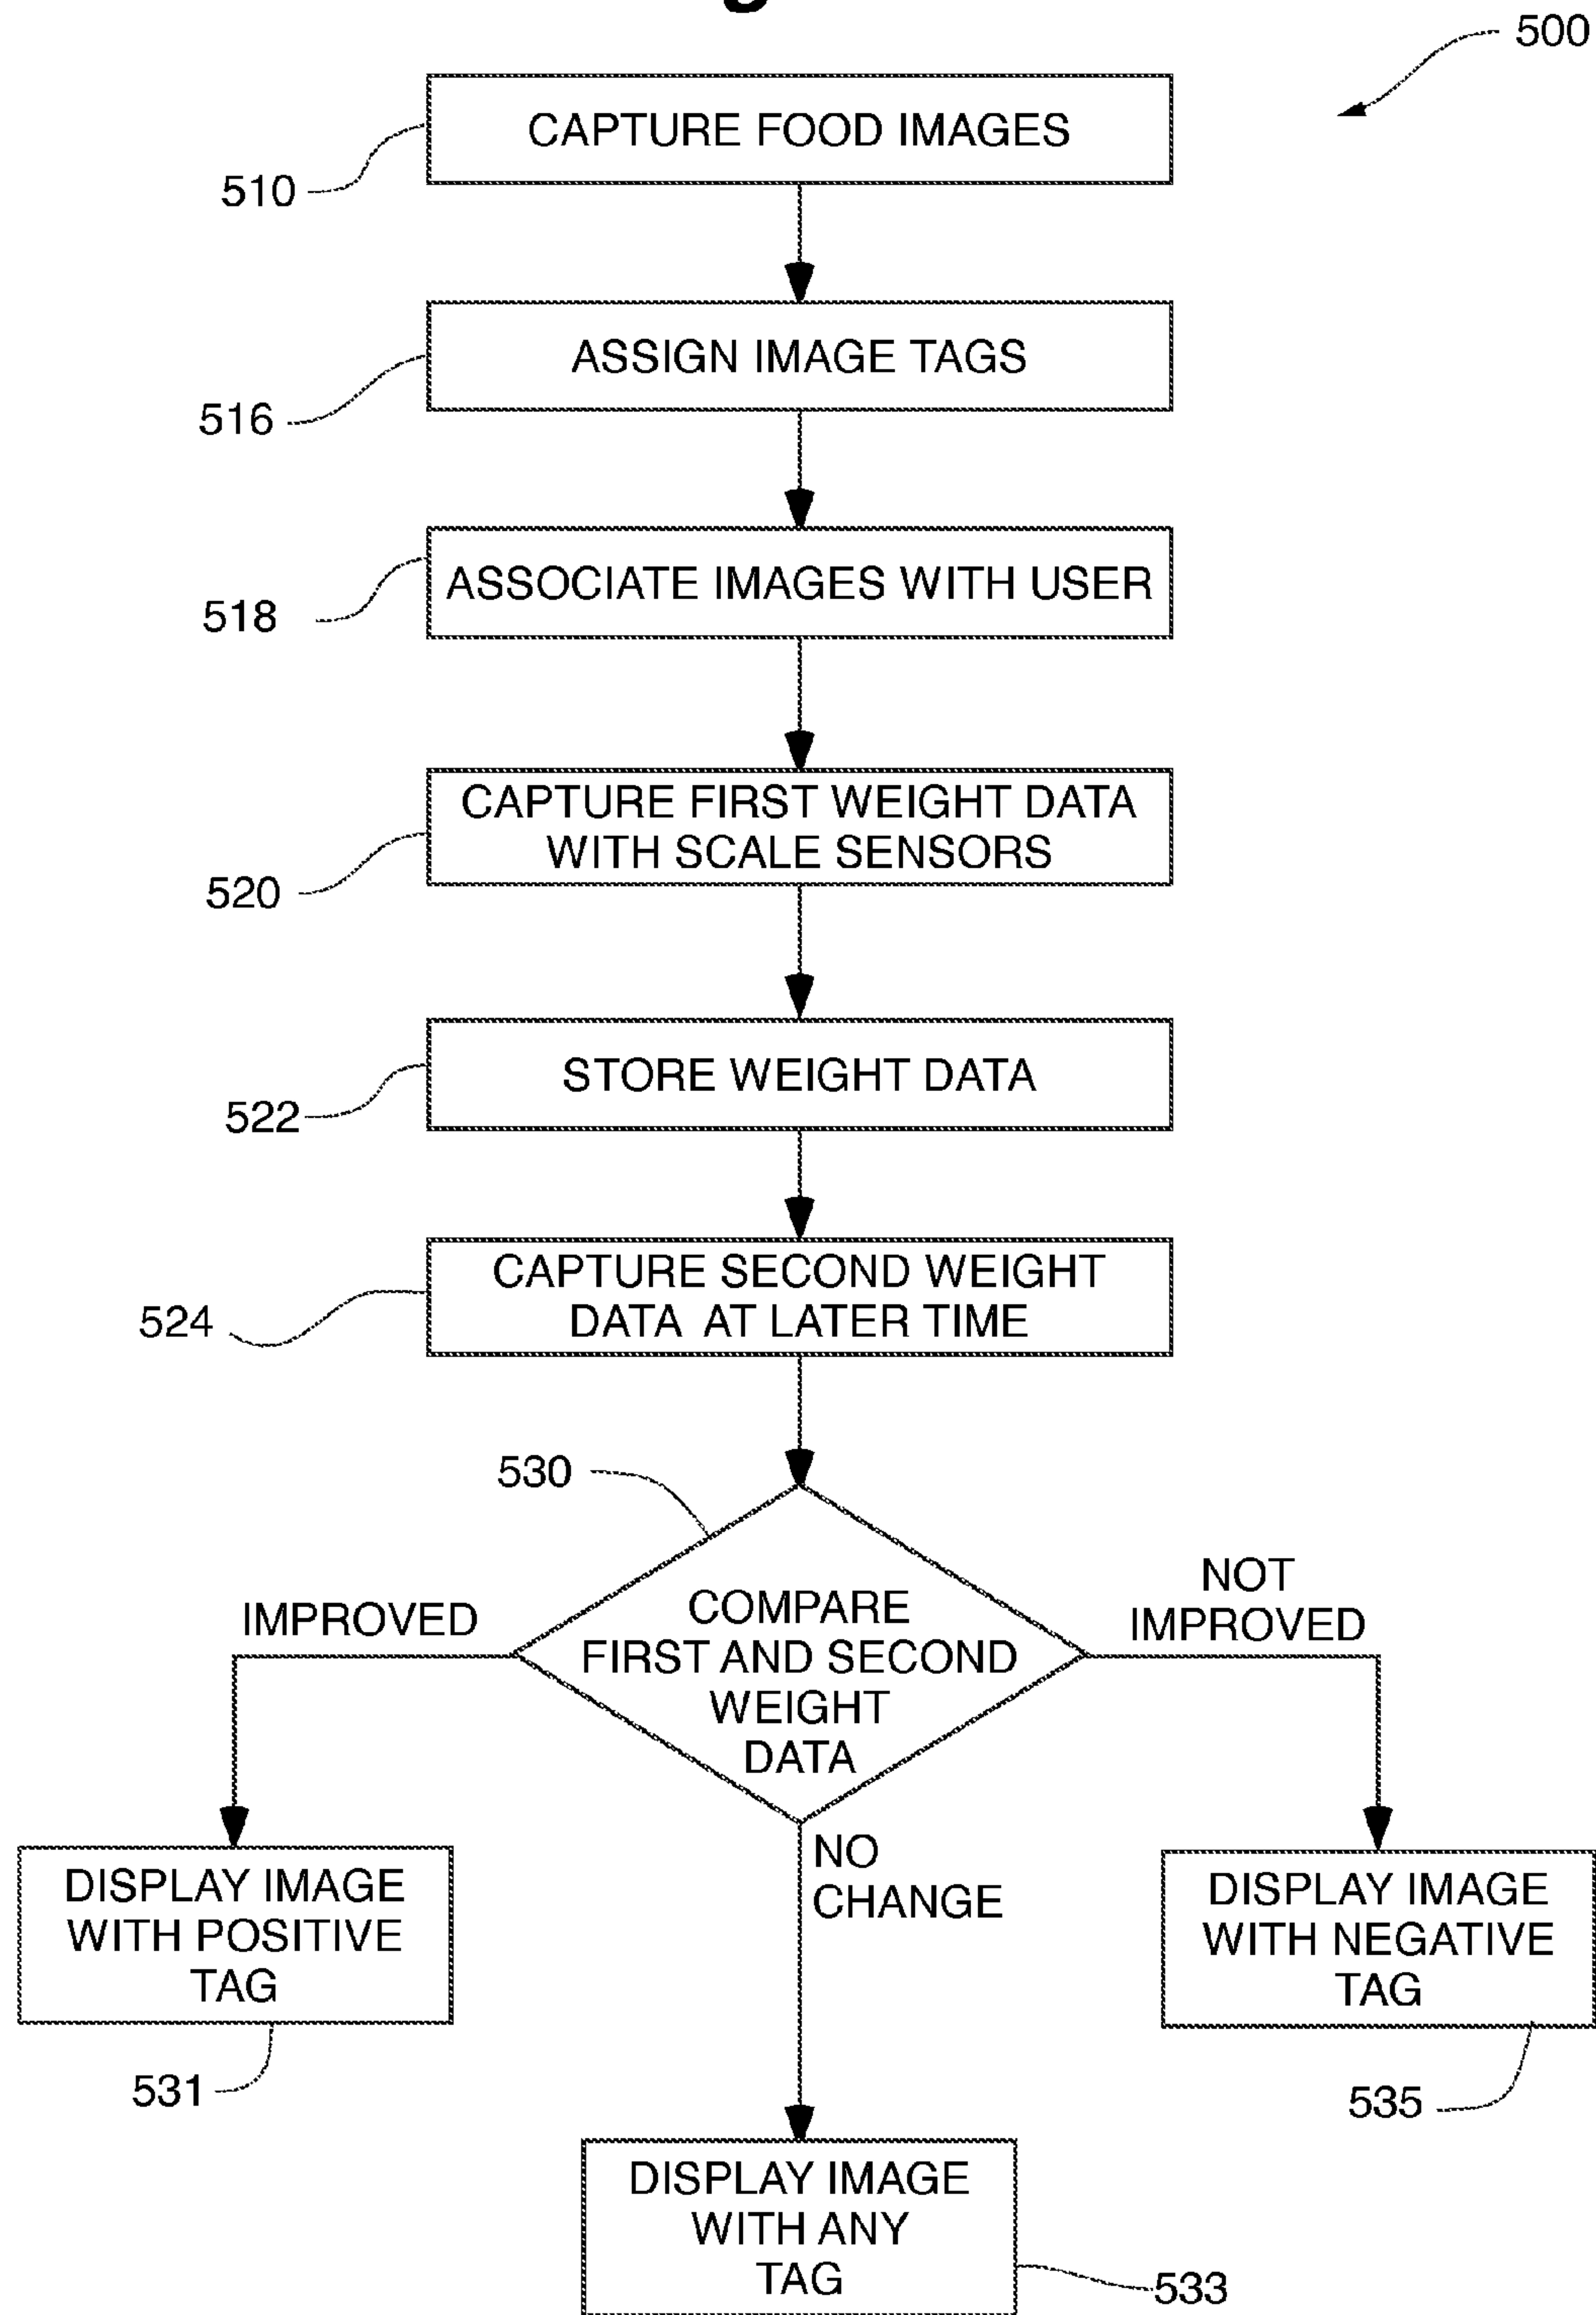 500
CAPTURE FOOD IMAGES
510
ASSIGN IMAGE TAGS
516
ASSOCIATE IMAGES WITH USER
518
CAPTURE FIRST WEIGHT DATA
WITH SCALE SENSORS
520
STORE WEIGHT DATA
522
CAPTURE SECOND WEIGHT
DATA AT LATER TIME
524
530
COMPARE
FIRST AND SECOND
WEIGHT
DATA
IMPROVED
NOT
IMPROVED
NO
CHANGE
DISPLAY IMAGE
WITH POSITIVE
TAG
531
DISPLAY IMAGE
WITH NEGATIVE
TAG
535
DISPLAY IMAGE
WITH ANY
TAG
533